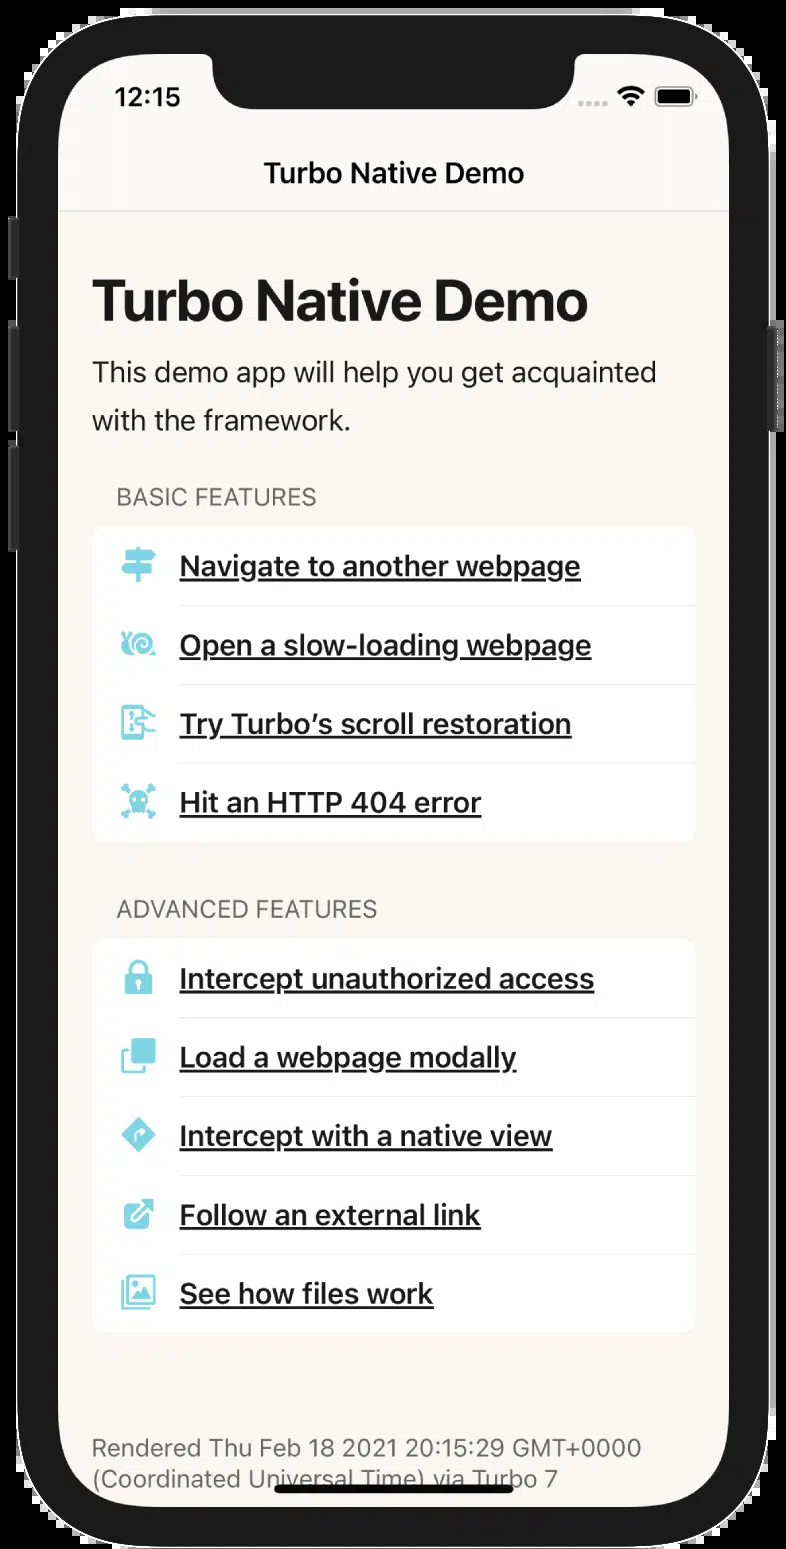 12:15
Turbo Native Demo
Turbo Native Demo
This demo app will help you get acquainted
with the framework.
BASIC FEATURES
Navigate to another webpage
Open a slow-loading webpage
Try Turbo’s scroll restoration
Hit an HTTP 404 error
ADVANCED FEATURES
Intercept unauthorized access
Load a webpage modally
Intercept with a native view
Follow an external link
See how files work
Rendered Thu Feb 18 2021 20:15:29 GMT+0000
(Coordinated Universal Time) via Turbo 7